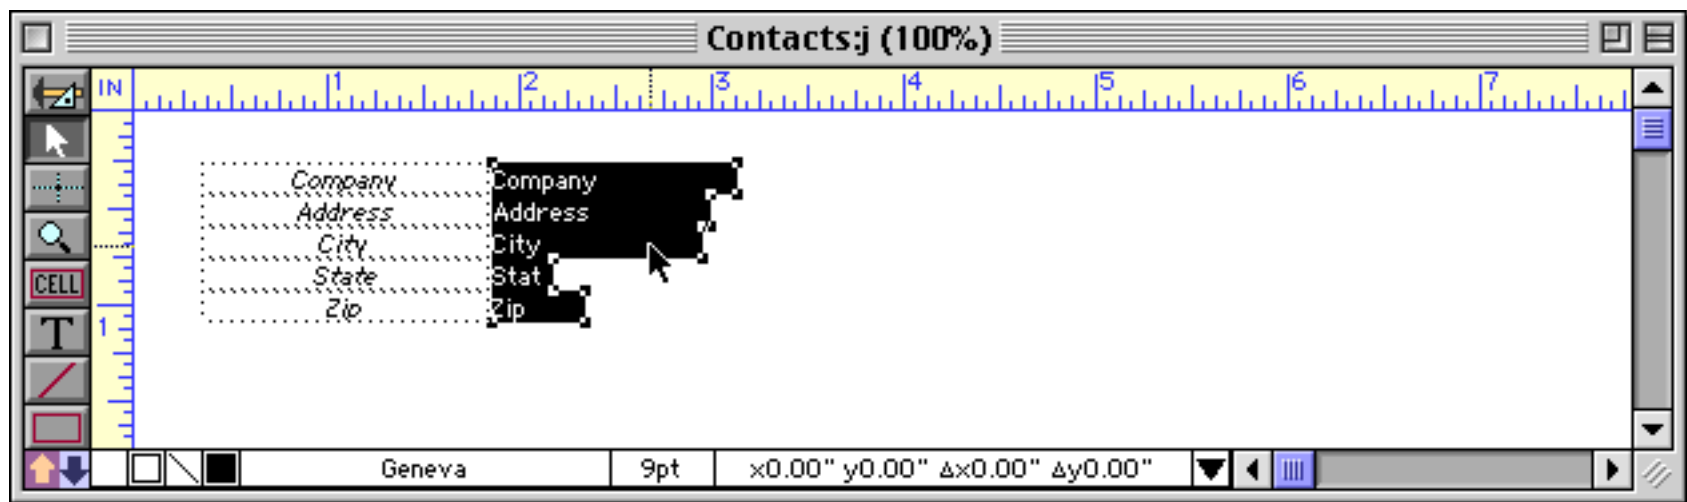 Contacts:j (100%)
IN 1 2 3 4 5 6 7
Company Company
Address Address
City City
State Stat
Zip Zip
CELL
T
1
Geneva 9pt x0.00" y0.00" Δx0.00" Δy0.00"